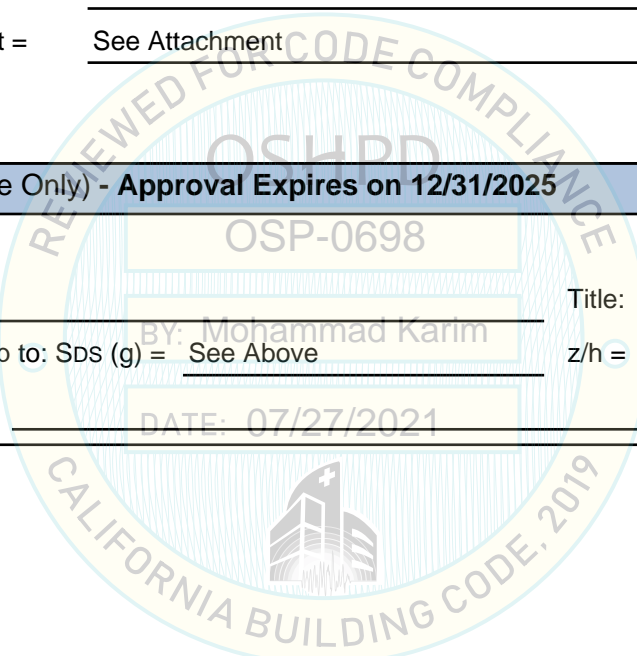 t = See Attachment
REVIEWED FOR CODE COMPLIANCE
OSHPD
e Only) - Approval Expires on 12/31/2025
OSP-0698
Title:
BY: Mohammad Karim
o to: SDS (g) = See Above z/h =
DATE: 07/27/2021
CALIFORNIA BUILDING CODE, 2019